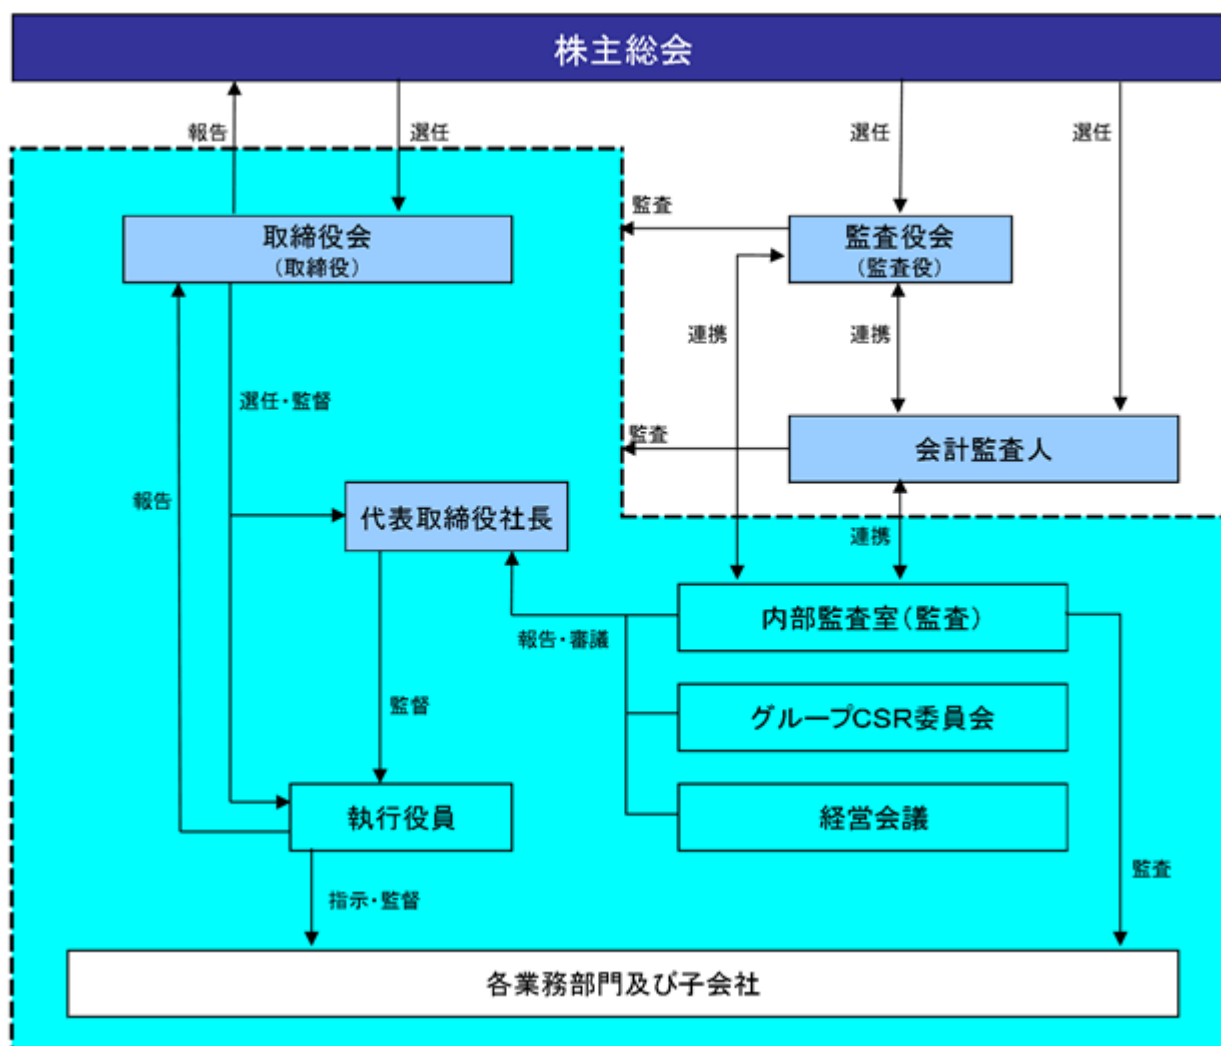 株主総会
報告
選任
選任
選任
取締役会
(取締役)
監査
監査役会
(監査役)
連携
連携
選任・監督
監査
会計監査人
報告
代表取締役社長
連携
内部監査室(監査)
報告・審議
監督
グループCSR委員会
執行役員
経営会議
監査
指示・監督
各業務部門及び子会社